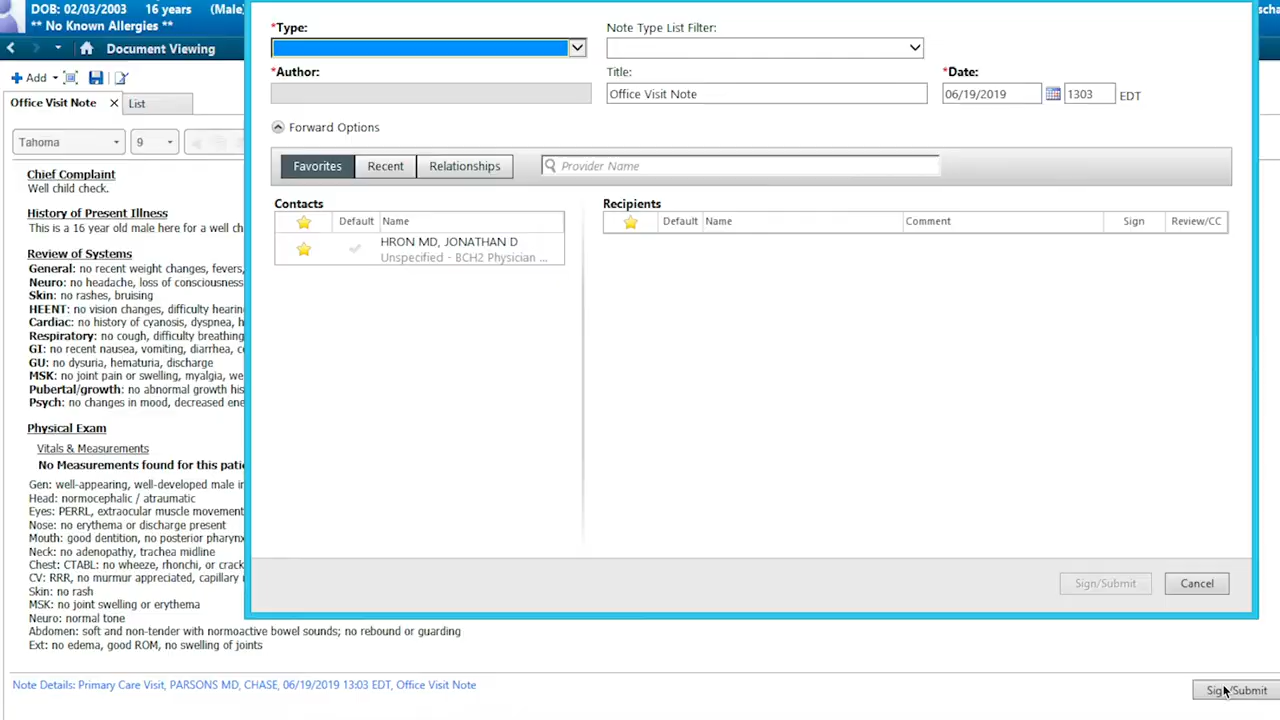 DOB: 02/03/2003 16 years (Male)
** No Known Allergies **
Document Viewing
Add
Office Visit Note
List
Tahoma 9
Chief Complaint
Well child check.
History of Present Illness
This is a 16 year old male here for a well
Review of Systems
General: no recent weight changes, fevers,
Neuro: no headache, loss of consciousness
Skin: no rashes, bruising
HEENT: no vision changes, difficulty
Cardiac: no history of cyanosis, dyspnea,
Respiratory: no cough, difficulty breathing
GI: no recent nausea, vomiting, diarrhea,
GU: no dysuria, hematuria, discharge
MSK: no joint pain or swelling, myalgia,
Pubertal/growth: no abnormal growth
Psych: no changes in mood, decreased
Physical Exam
Vitals & Measurements
No Measurements found for this
Gen: well-appearing, well-developed male
Head: normocephalic / atraumatic
Eyes: PERRL, extraocular muscle
Nose: no erythema or discharge present
Mouth: good dentition, no posterior
Neck: no adenopathy, trachea midline
Chest: CTABL: no wheeze, rhonchi, or
CV: RRR, no murmur appreciated, capillary
Skin: no rash
MSK: no joint swelling or erythema
Neuro: normal tone
Abdomen: soft and non-tender with normoactive bowel sounds; no rebound or guarding
Ext: no edema, good ROM, no swelling of joints
Note Details: Primary Care Visit, PARSONS MD, CHASE, 06/19/2019 13:03 EDT, Office Visit Note
Sign/Submit
*Type:
Note Type List Filter:
*Author:
Title:
*Date:
Office Visit Note
06/19/2019 1303 EDT
Forward Options
Favorites Recent Relationships Provider Name
Contacts
Default Name
HRON MD, JONATHAN D
Unspecified - BCH2 Physician ...
Recipients
Default Name Comment Sign Review/CC
Sign/Submit Cancel